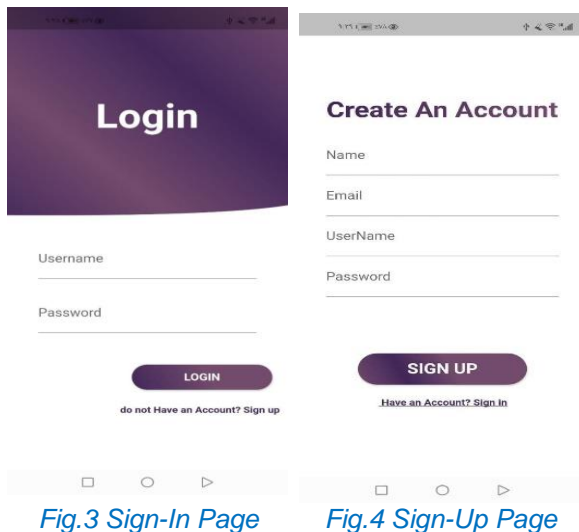 Login
Username
Password
LOGIN
do not Have an Account? Sign up
Fig.3 Sign-In Page
Create An Account
Name
Email
UserName
Password
SIGN UP
Have an Account? Sign in
Fig.4 Sign-Up Page